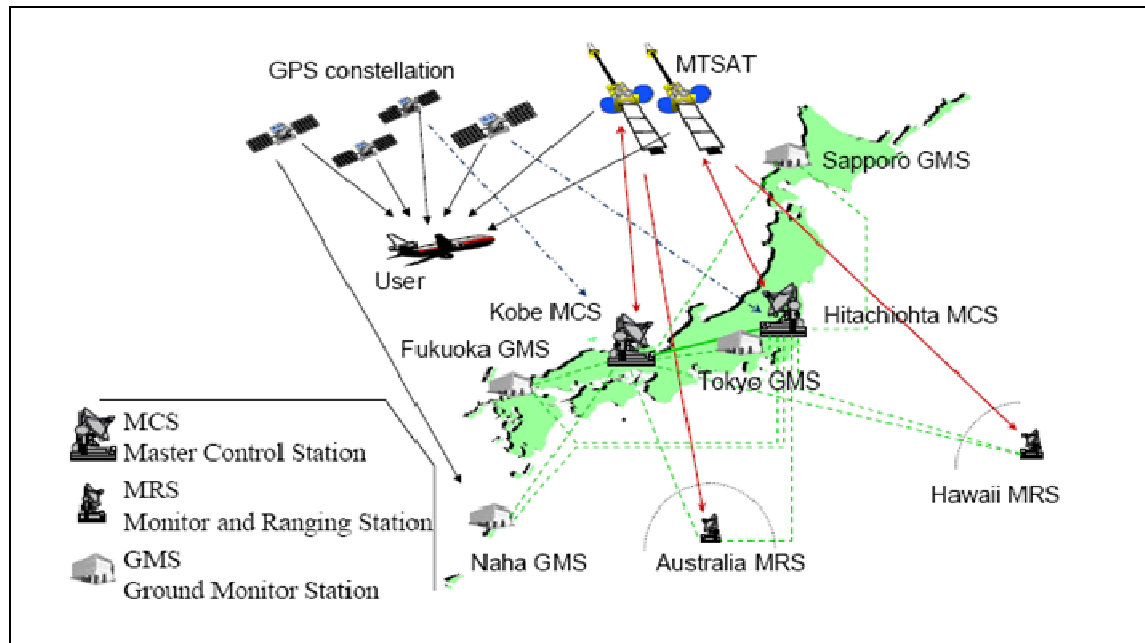 GPS constellation
MTSAT
Sapporo GMS
User
Kobe MCS
Hitachiohta MCS
Fukuoka GMS
Tokyo GMS
MCS
Master Control Station
MRS
Monitor and Ranging Station
GMS
Ground Monitor Station
Hawaii MRS
Naha GMS
Australia MRS